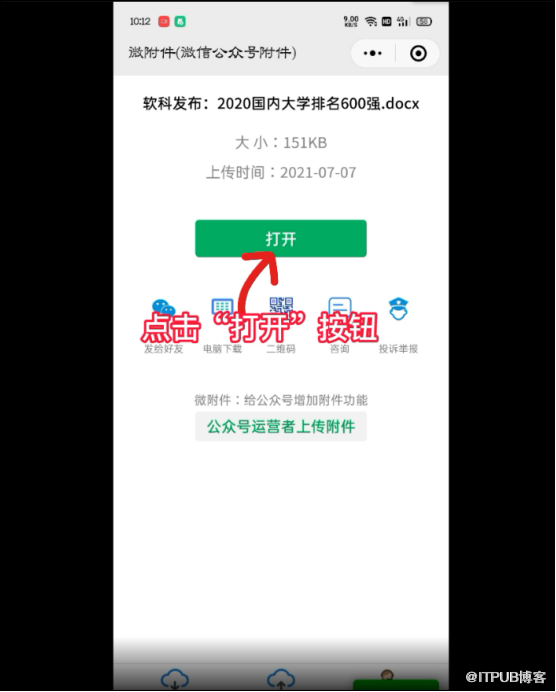 10:12
9.00 KB/S HD 4G
微附件(微信公众号附件)
软科发布：2020国内大学排名600强.docx
大 小：151KB
上传时间：2021-07-07
打开
点击“打开”按钮
发给好友 电脑下载 二维码 咨询 投诉举报
微附件：给公众号增加附件功能
公众号运营者上传附件
@ITPUB博客